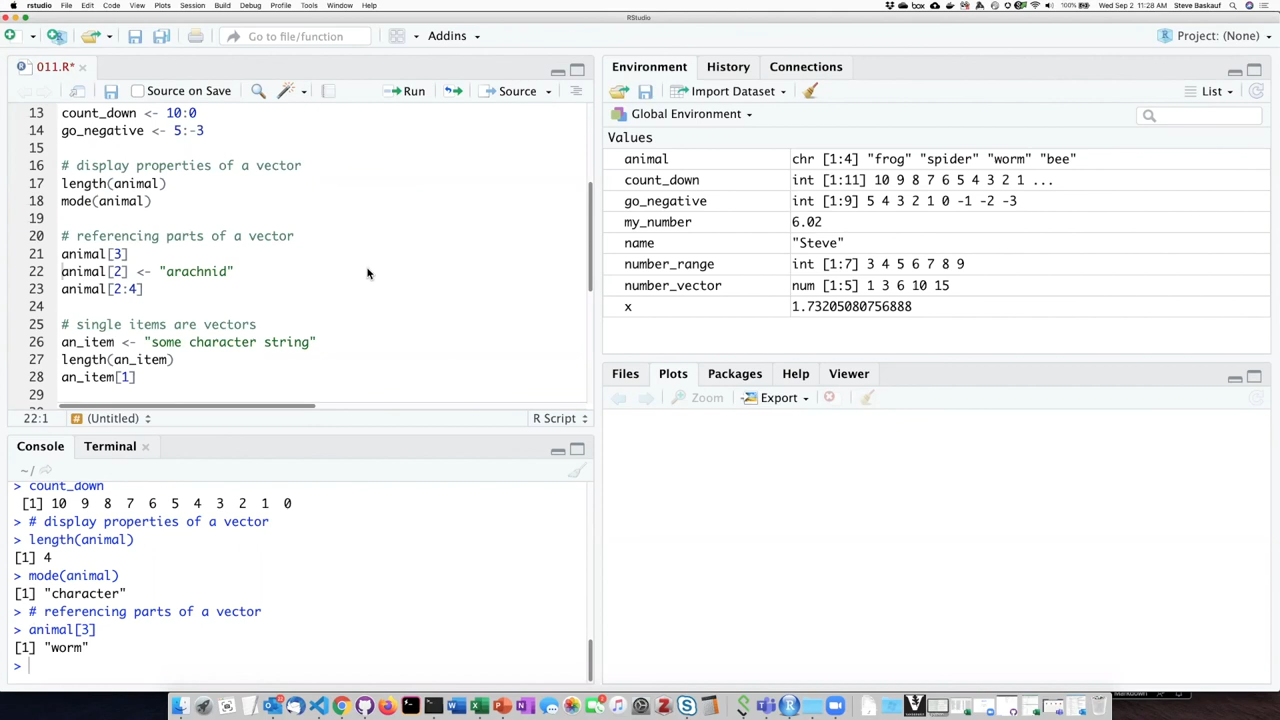 rstudio File Edit Code View Plots Session Build Debug Profile Tools Window Help 100% Wed Sep 2 11:28 AM Steve Baskauf
RStudio
Go to file/function Addins Project: (None)
011.R*
Source on Save Run Source
13 count_down <- 10:0
14 go_negative <- 5:-3
15
16 # display properties of a vector
17 length(animal)
18 mode(animal)
19
20 # referencing parts of a vector
21 animal[3]
22 animal[2] <- "arachnid"
23 animal[2:4]
24
25 # single items are vectors
26 an_item <- "some character string"
27 length(an_item)
28 an_item[1]
29
22:1 # (Untitled) R Script
Console Terminal
~/
> count_down
[1] 10 9 8 7 6 5 4 3 2 1 0
> # display properties of a vector
> length(animal)
[1] 4
> mode(animal)
[1] "character"
> # referencing parts of a vector
> animal[3]
[1] "worm"
>
Environment History Connections
Import Dataset List
Global Environment
Values
animal chr [1:4] "frog" "spider" "worm" "bee"
count_down int [1:11] 10 9 8 7 6 5 4 3 2 1 ...
go_negative int [1:9] 5 4 3 2 1 0 -1 -2 -3
my_number 6.02
name "Steve"
number_range int [1:7] 3 4 5 6 7 8 9
number_vector num [1:5] 1 3 6 10 15
x 1.73205080756888
Files Plots Packages Help Viewer
Zoom Export
Markdown